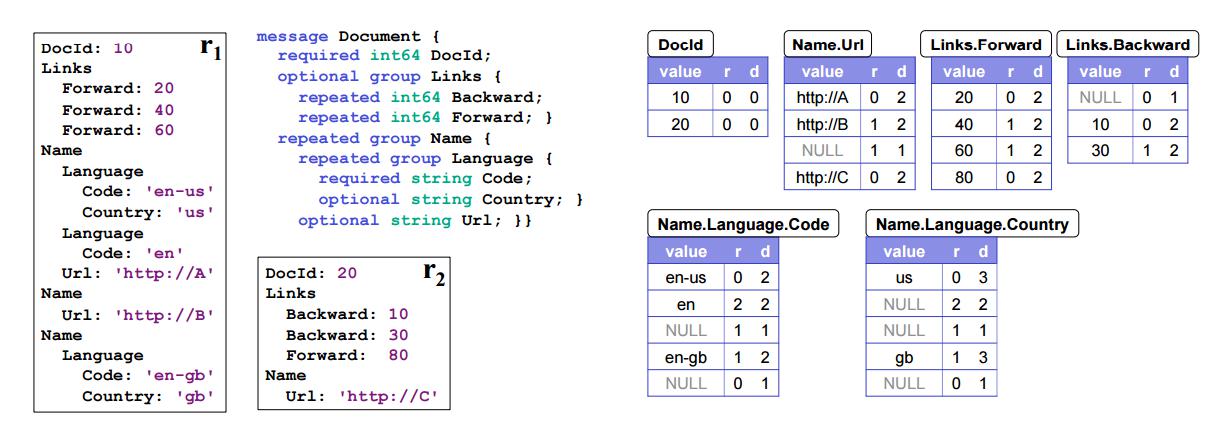 DocId: 10 r1
Links
Forward: 20
Forward: 40
Forward: 60
Name
Language
Code: 'en-us'
Country: 'us'
Language
Code: 'en'
Url: 'http://A'
Name
Url: 'http://B'
Name
Language
Code: 'en-gb'
Country: 'gb'
message Document {
required int64 DocId;
optional group Links {
repeated int64 Backward;
repeated int64 Forward; }
repeated group Name {
repeated group Language {
required string Code;
optional string Country; }
optional string Url; }}
DocId: 20 r2
Links
Backward: 10
Backward: 30
Forward: 80
Name
Url: 'http://C'
DocId
value r d
10 0 0
20 0 0
Name.Url
value r d
http://A 0 2
http://B 1 2
NULL 1 1
http://C 0 2
Links.Forward
value r d
20 0 2
40 1 2
60 1 2
80 0 2
Links.Backward
value r d
NULL 0 1
10 0 2
30 1 2
Name.Language.Code
value r d
en-us 0 2
en 2 2
NULL 1 1
en-gb 1 2
NULL 0 1
Name.Language.Country
value r d
us 0 3
NULL 2 2
NULL 1 1
gb 1 3
NULL 0 1